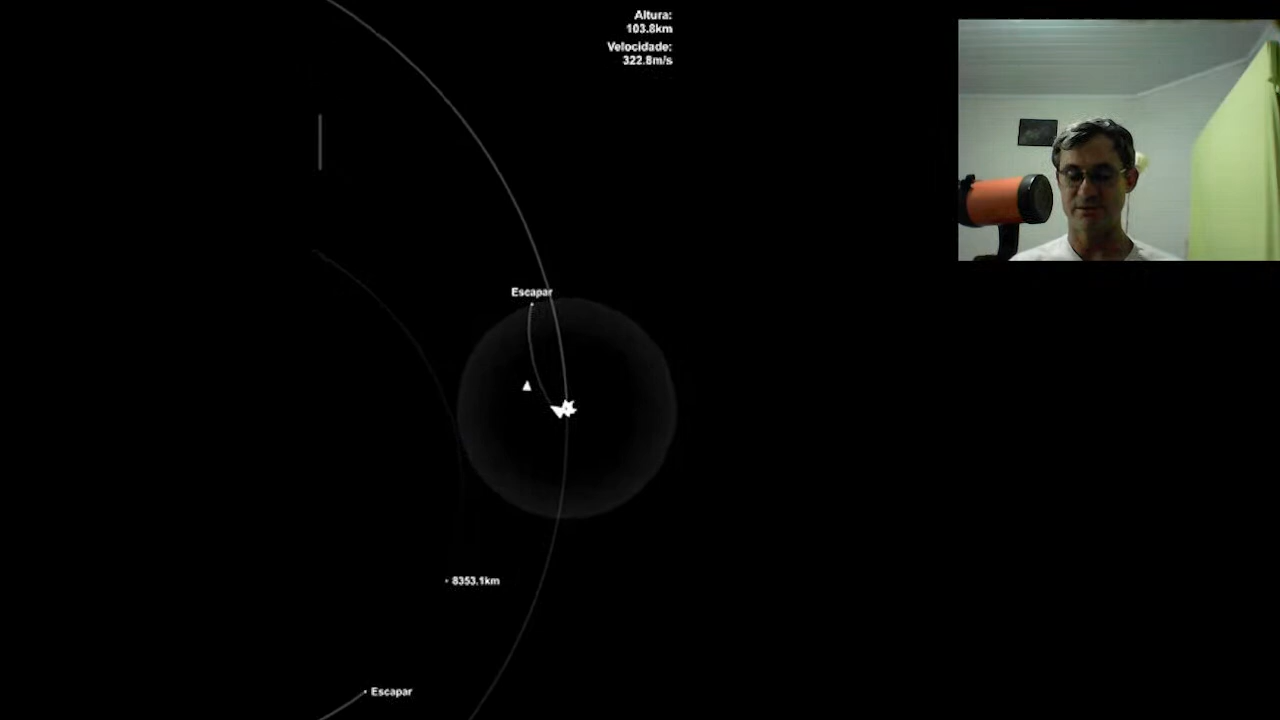 Altura:
103.8km
Velocidade:
322.8m/s
Escapar
8353.1km
Escapar